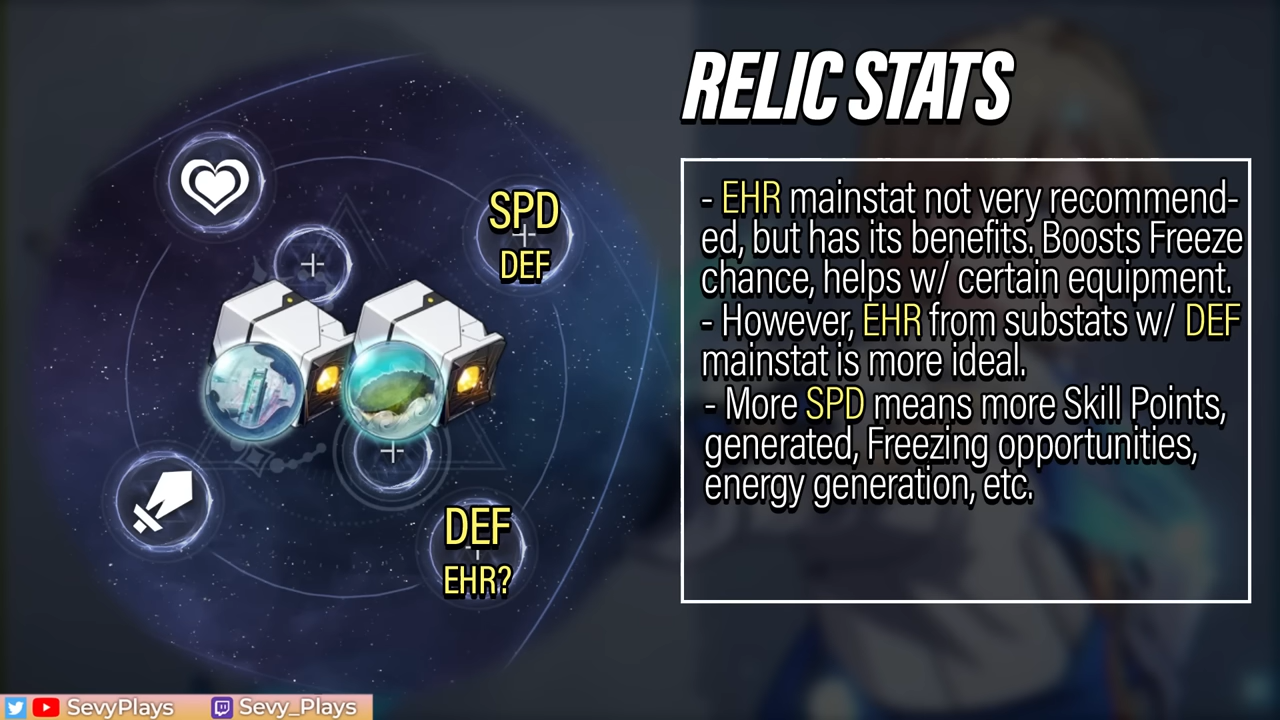 RELIC STATS
SPD
DEF
DEF
EHR?
- EHR mainstat not very recommend-
ed, but has its benefits. Boosts Freeze
chance, helps w/ certain equipment.
- However, EHR from substats w/ DEF
mainstat is more ideal.
- More SPD means more Skill Points,
generated, Freezing opportunities,
energy generation, etc.
SevyPlays
Sevy_Plays